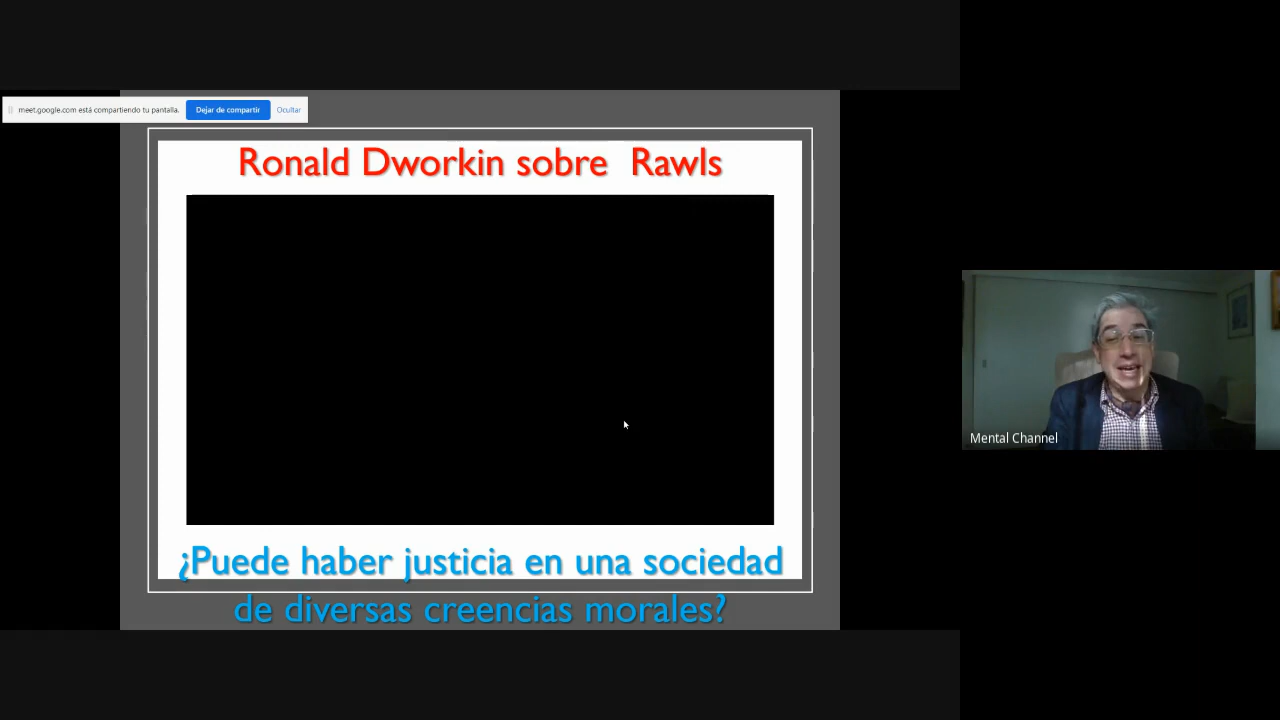 meet.google.com está compartiendo tu pantalla. Dejar de compartir Ocultar
Ronald Dworkin sobre Rawls
¿Puede haber justicia en una sociedad
de diversas creencias morales?
Mental Channel